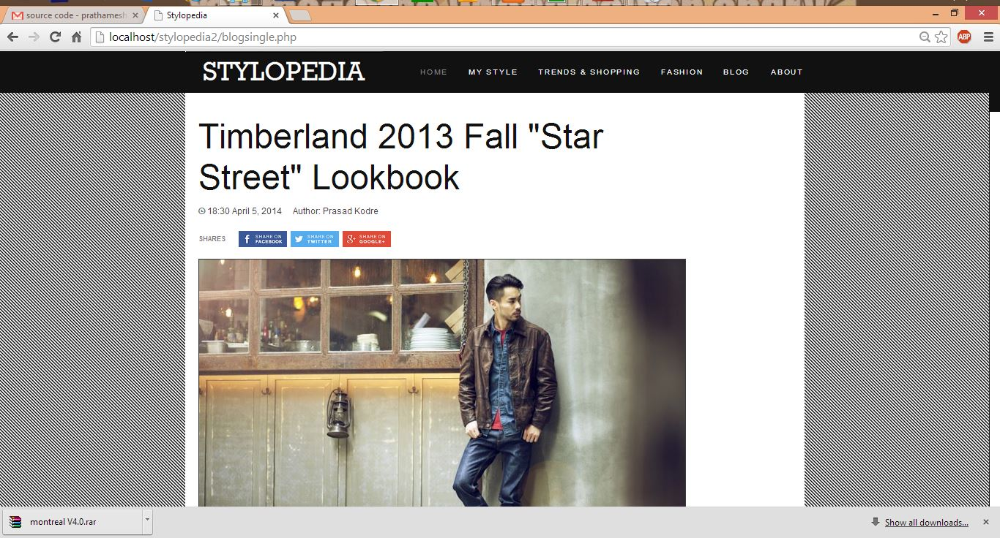 source code - prathamesh
Stylopedia
localhost/stylopedia2/blogsingle.php
ABP
STYLOPEDIA
HOME MY STYLE TRENDS & SHOPPING FASHION BLOG ABOUT
Timberland 2013 Fall "Star
Street" Lookbook
18:30 April 5, 2014 Author: Prasad Kodre
SHARES
SHARE ON
FACEBOOK
SHARE ON
TWITTER
SHARE ON
GOOGLE+
montreal V4.0.rar
Show all downloads...